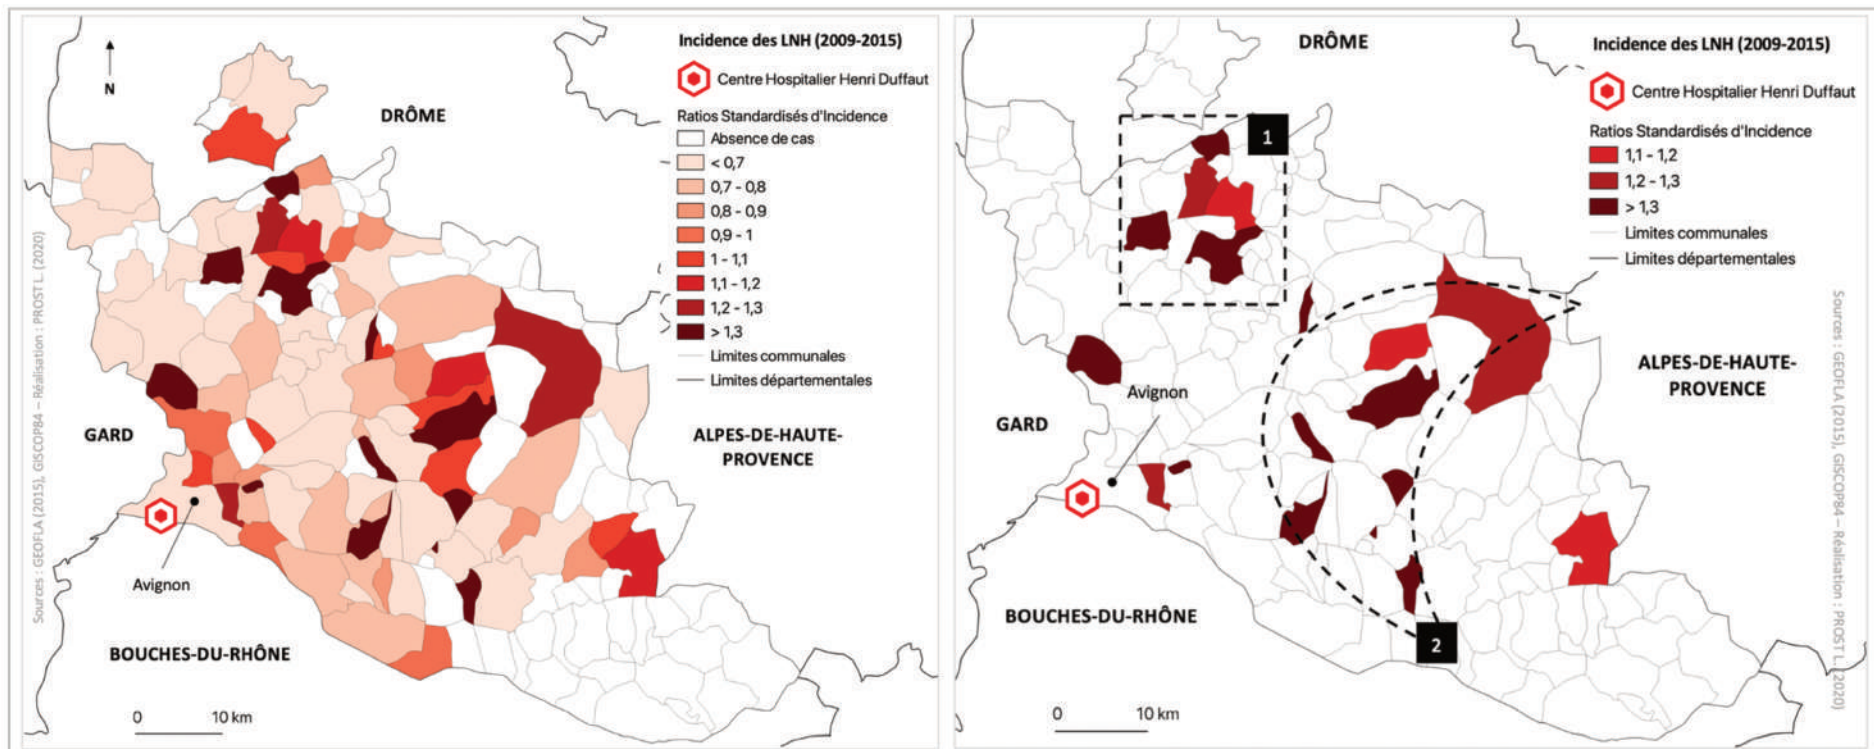 Incidence des LNH (2009-2015)
Centre Hospitalier Henri Duffaut
Ratios Standardisés d'Incidence
Absence de cas
< 0,7
0,7 - 0,8
0,8 - 0,9
0,9 - 1
1 - 1,1
1,1 - 1,2
1,2 - 1,3
> 1,3
Limites communales
Limites départementales
N
DRÔME
GARD
ALPES-DE-HAUTE-
PROVENCE
Avignon
BOUCHES-DU-RHÔNE
0 10 km
Sources : GEOFLA (2015), GISCOP84 – Réalisation : PROST L. (2020)
DRÔME
Incidence des LNH (2009-2015)
Centre Hospitalier Henri Duffaut
Ratios Standardisés d'Incidence
1,1 - 1,2
1,2 - 1,3
> 1,3
Limites communales
Limites départementales
1
ALPES-DE-HAUTE-
PROVENCE
Avignon
GARD
BOUCHES-DU-RHÔNE
2
0 10 km
Sources : GEOFLA (2015), GISCOP84 – Réalisation : PROST L. (2020)